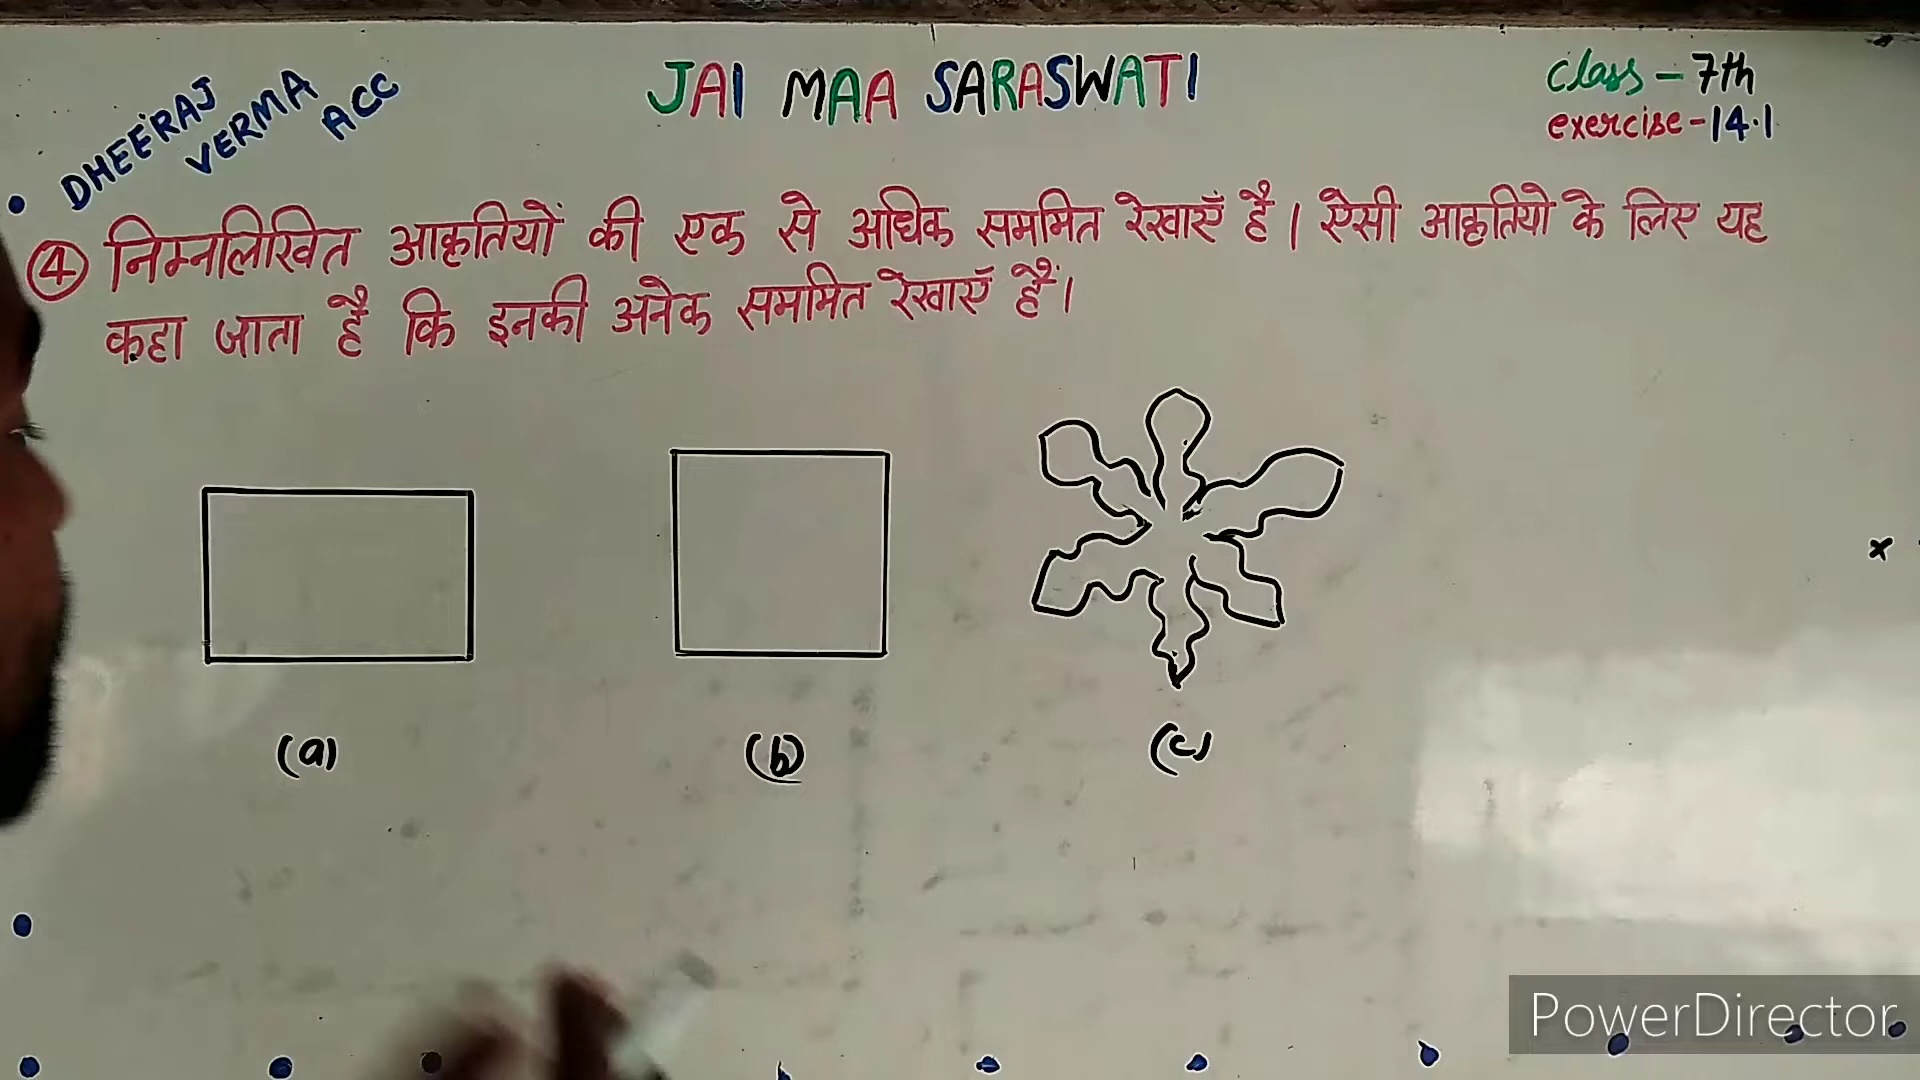 DHEERAJ
VERMA
ACC
JAI MAA SARASWATI
Class - 7th
exercise - 14.1
④ निम्नलिखित आकृतियों की एक से अधिक सममित रेखाएँ है। ऐसी आकृतियो के लिए यह
कहा जाता है कि इनकी अनेक सममित रेखाएँ हैं।
(a) (b) (c)
x
PowerDirector